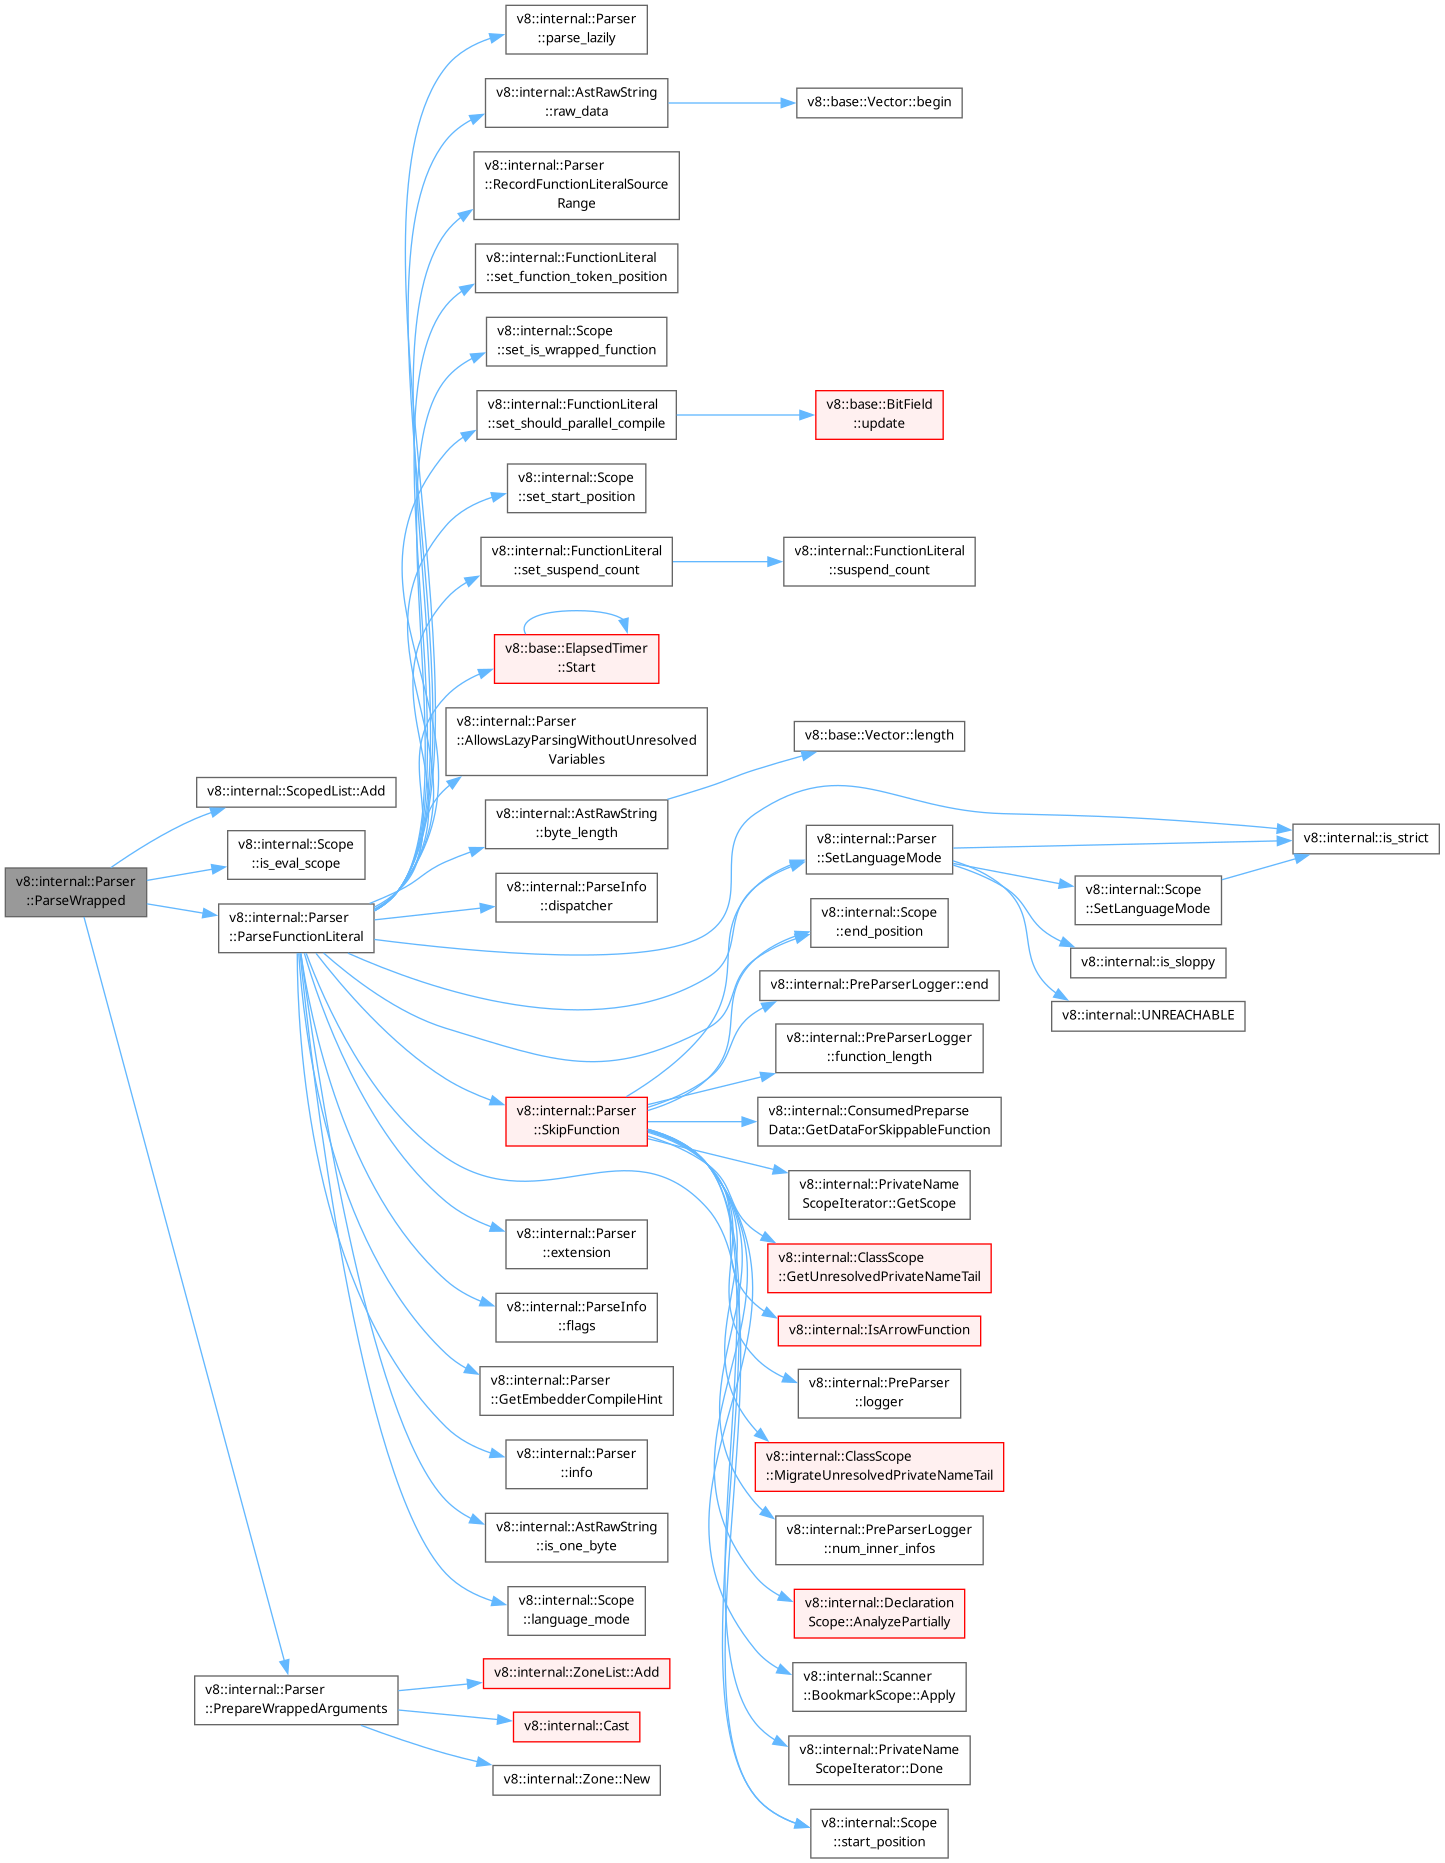 v8::internal::Parser
::ParseWrapped
v8::internal::ScopedList::Add
v8::internal::Scope
::is_eval_scope
v8::internal::Parser
::ParseFunctionLiteral
v8::internal::Parser
::PrepareWrappedArguments
v8::internal::Parser
::parse_lazily
v8::internal::AstRawString
::raw_data
v8::internal::Parser
::RecordFunctionLiteralSource
Range
v8::internal::FunctionLiteral
::set_function_token_position
v8::internal::Scope
::set_is_wrapped_function
v8::internal::FunctionLiteral
::set_should_parallel_compile
v8::internal::Scope
::set_start_position
v8::internal::FunctionLiteral
::set_suspend_count
v8::base::ElapsedTimer
::Start
v8::internal::Parser
::AllowsLazyParsingWithoutUnresolved
Variables
v8::internal::AstRawString
::byte_length
v8::internal::ParseInfo
::dispatcher
v8::internal::Parser
::SkipFunction
v8::internal::Parser
::extension
v8::internal::ParseInfo
::flags
v8::internal::Parser
::GetEmbedderCompileHint
v8::internal::Parser
::info
v8::internal::AstRawString
::is_one_byte
v8::internal::Scope
::language_mode
v8::internal::ZoneList::Add
v8::internal::Cast
v8::internal::Zone::New
v8::base::Vector::begin
v8::base::BitField
::update
v8::internal::FunctionLiteral
::suspend_count
v8::base::Vector::length
v8::internal::Parser
::SetLanguageMode
v8::internal::Scope
::end_position
v8::internal::PreParserLogger::end
v8::internal::PreParserLogger
::function_length
v8::internal::ConsumedPreparse
Data::GetDataForSkippableFunction
v8::internal::PrivateName
ScopeIterator::GetScope
v8::internal::ClassScope
::GetUnresolvedPrivateNameTail
v8::internal::IsArrowFunction
v8::internal::PreParser
::logger
v8::internal::ClassScope
::MigrateUnresolvedPrivateNameTail
v8::internal::PreParserLogger
::num_inner_infos
v8::internal::Declaration
Scope::AnalyzePartially
v8::internal::Scanner
::BookmarkScope::Apply
v8::internal::PrivateName
ScopeIterator::Done
v8::internal::Scope
::start_position
v8::internal::is_strict
v8::internal::Scope
::SetLanguageMode
v8::internal::is_sloppy
v8::internal::UNREACHABLE